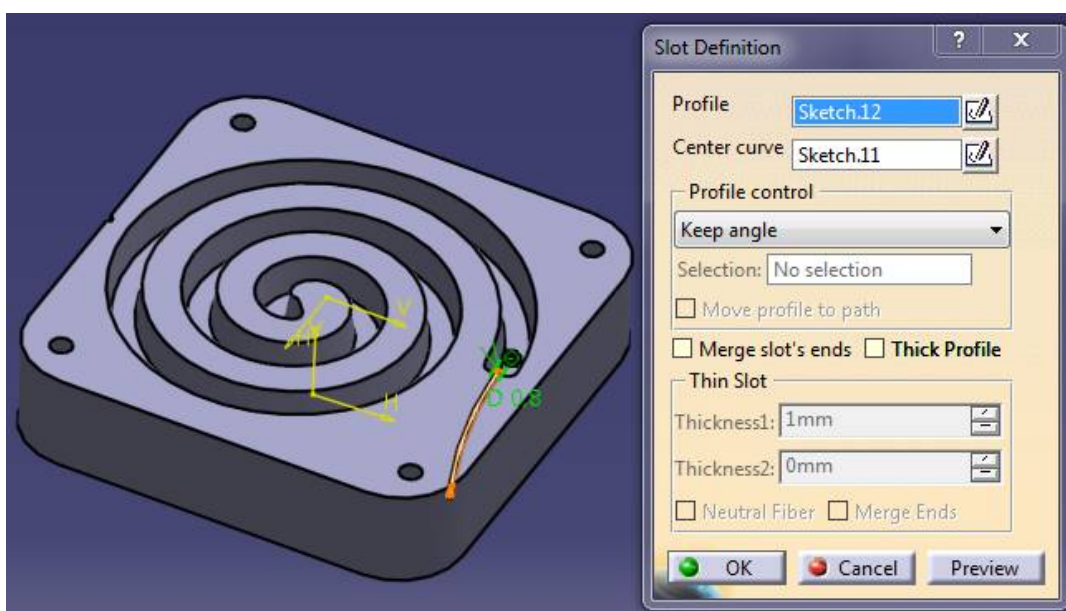 Slot Definition
? X
Profile Sketch.12
Center curve Sketch.11
Profile control
Keep angle
Selection: No selection
Move profile to path
Merge slot's ends Thick Profile
Thin Slot
Thickness1: 1mm
Thickness2: 0mm
Neutral Fiber Merge Ends
OK Cancel Preview
V
H
D 0.8
H